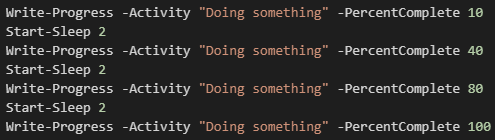 Write-Progress -Activity "Doing something" -PercentComplete 10
Start-Sleep 2
Write-Progress -Activity "Doing something" -PercentComplete 40
Start-Sleep 2
Write-Progress -Activity "Doing something" -PercentComplete 80
Start-Sleep 2
Write-Progress -Activity "Doing something" -PercentComplete 100